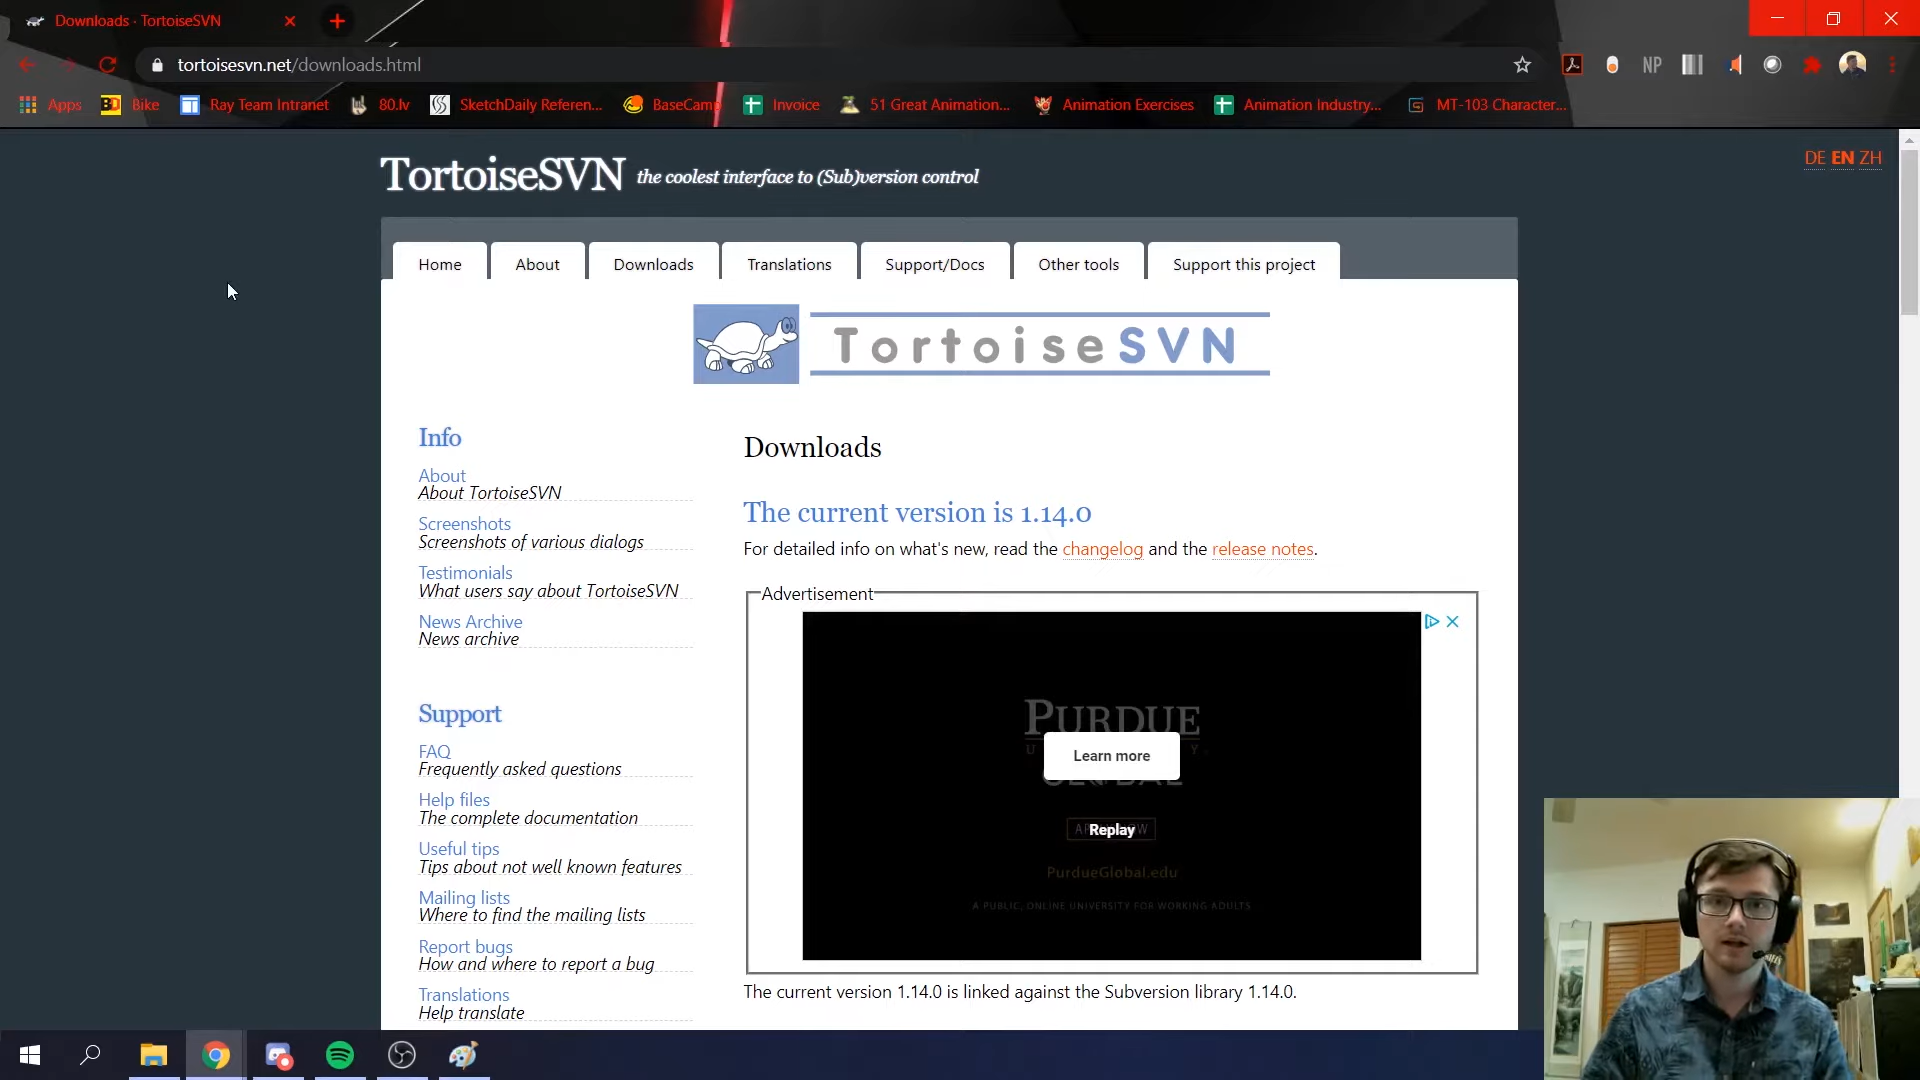 Downloads · TortoiseSVN
tortoisesvn.net/downloads.html
NP
Apps
BD
Bike
Ray Team Intranet
80.lv
SketchDaily Referen...
BaseCamp
Invoice
51 Great Animation...
Animation Exercises
Animation Industry...
MT-103 Character...
TortoiseSVN the coolest interface to (Sub)version control
DE EN ZH
Home
About
Downloads
Translations
Support/Docs
Other tools
Support this project
TortoiseSVN
Info
About
About TortoiseSVN
Screenshots
Screenshots of various dialogs
Testimonials
What users say about TortoiseSVN
News Archive
News archive
Support
FAQ
Frequently asked questions
Help files
The complete documentation
Useful tips
Tips about not well known features
Mailing lists
Where to find the mailing lists
Report bugs
How and where to report a bug
Translations
Help translate
Downloads
The current version is 1.14.0
For detailed info on what's new, read the changelog and the release notes.
Advertisement
PURDUE
Learn more
Replay
PurdueGlobal.edu
A PUBLIC, ONLINE UNIVERSITY FOR WORKING ADULTS
The current version 1.14.0 is linked against the Subversion library 1.14.0.